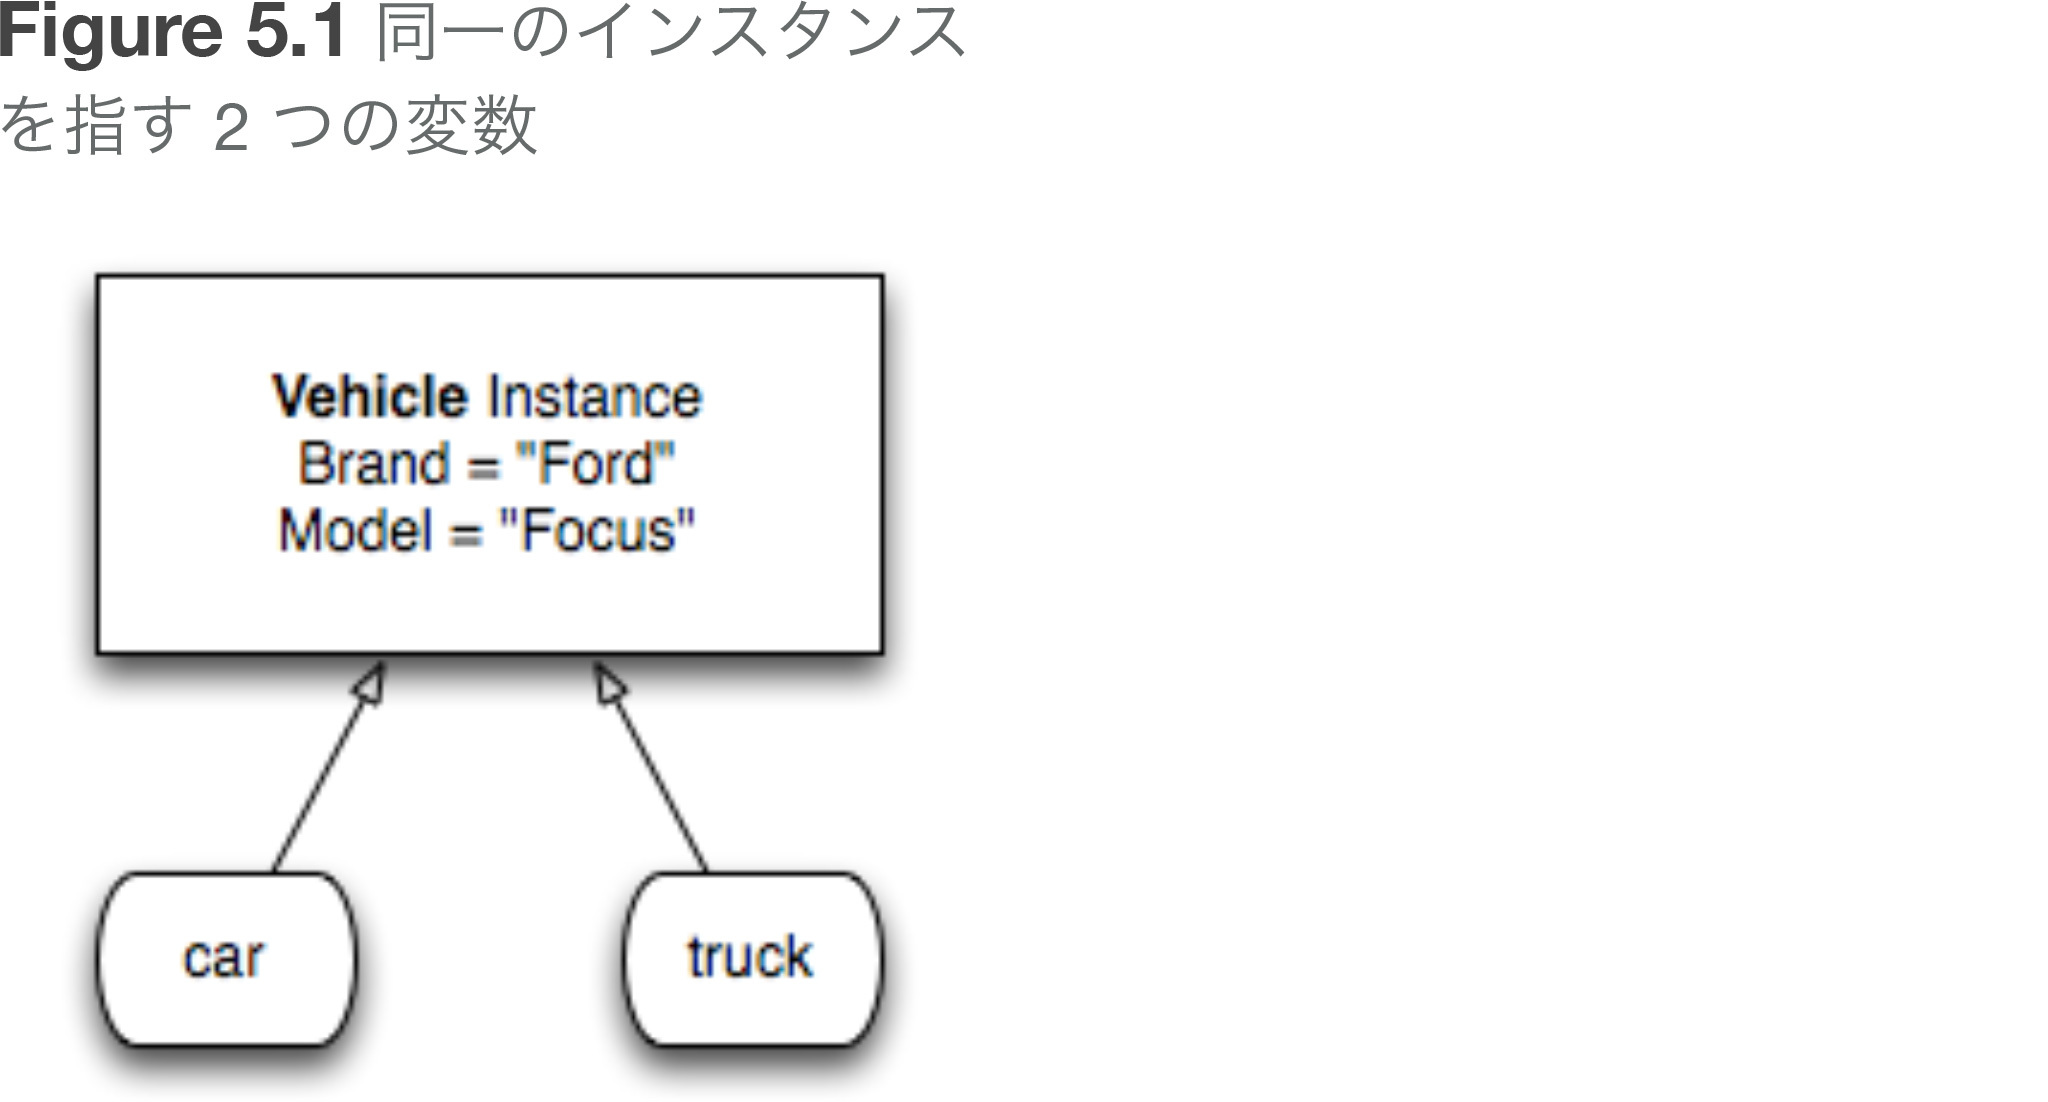 Figure 5.1 同一のインスタンス
を指す 2 つの変数
Vehicle Instance
Brand = "Ford"
Model = "Focus"
car
truck